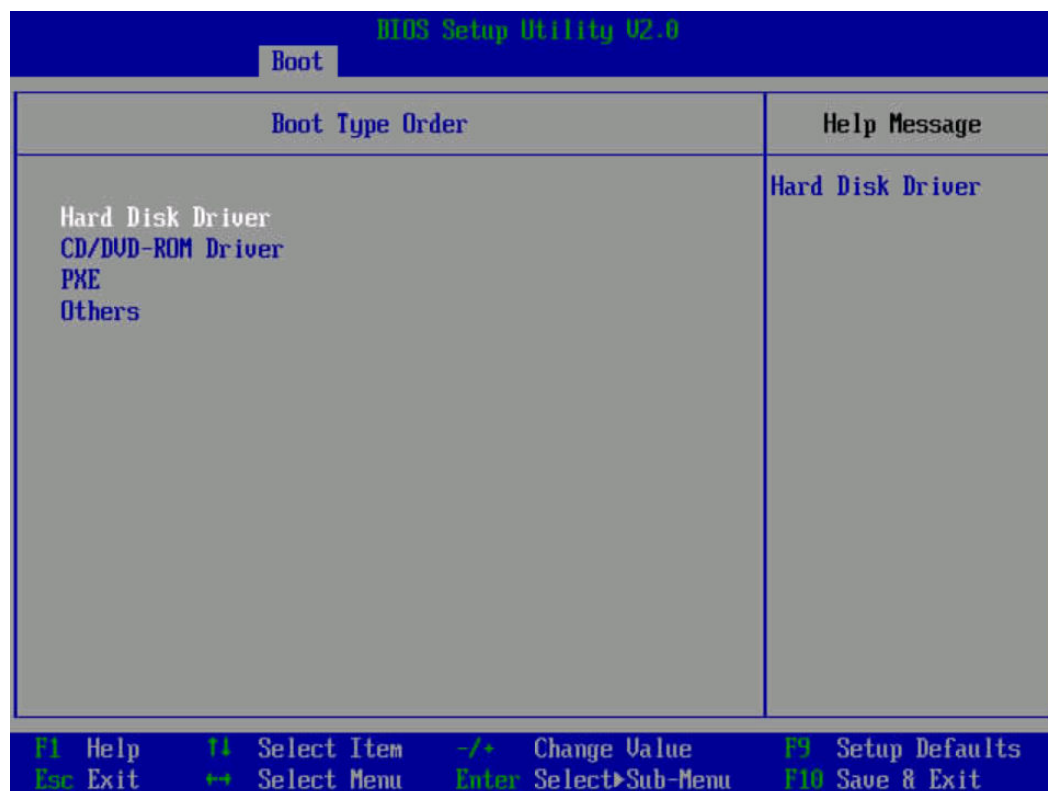 BIOS Setup Utility V2.0
Boot
Boot Type Order
Help Message
Hard Disk Driver
CD/DVD-ROM Driver
PXE
Others
Hard Disk Driver
F1 Help ↑↓ Select Item -/+ Change Value F9 Setup Defaults
Esc Exit ←→ Select Menu Enter Select▶Sub-Menu F10 Save & Exit